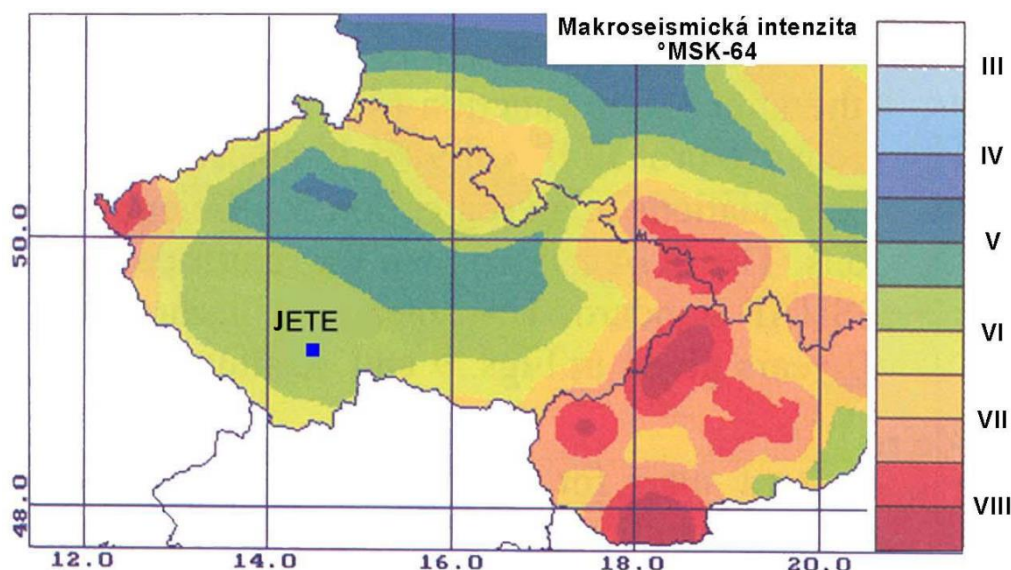 Makroseismická intenzita
°MSK-64
III
IV
V
VI
VII
VIII
JETE
50.0
48.0
12.0
14.0
16.0
18.0
20.0